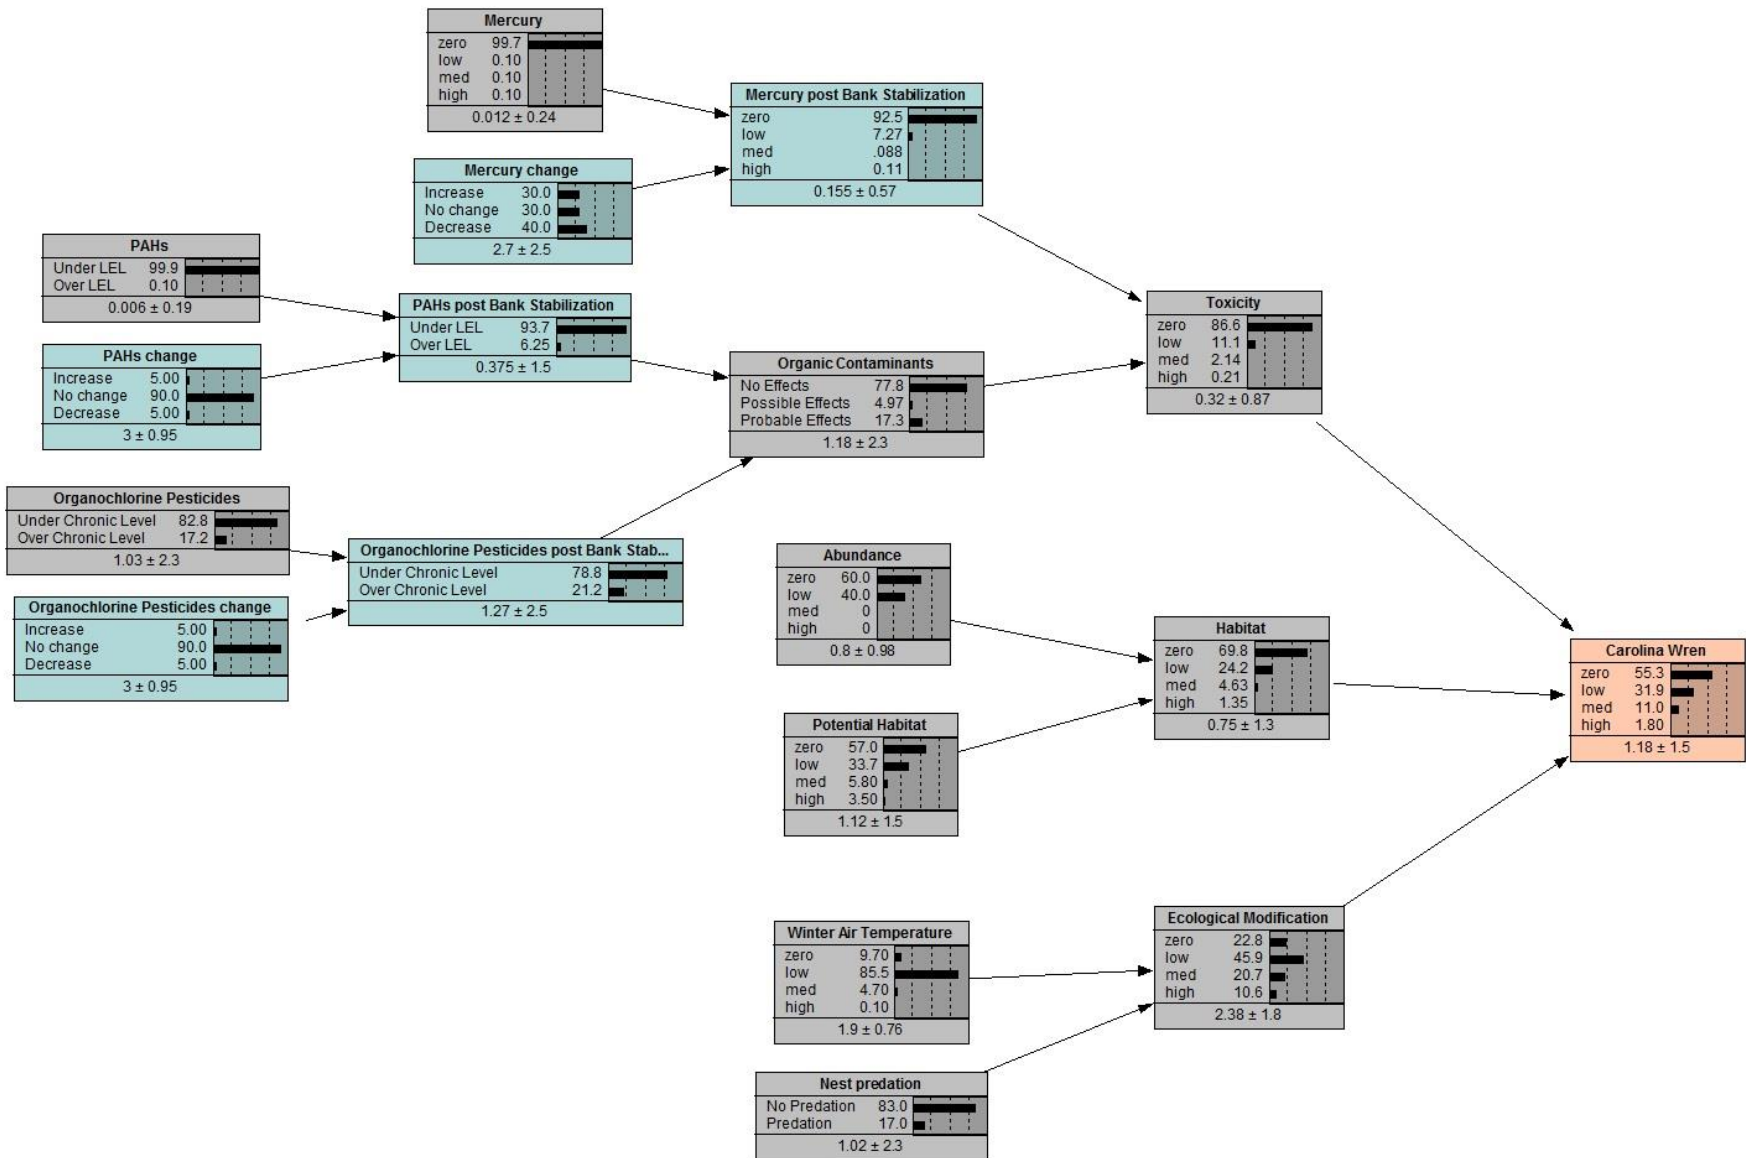 Mercury
zero 99.7
low 0.10
med 0.10
high 0.10
0.012 ± 0.24
Mercury post Bank Stabilization
zero 92.5
low 7.27
med .088
high 0.11
0.155 ± 0.57
Mercury change
Increase 30.0
No change 30.0
Decrease 40.0
2.7 ± 2.5
PAHs
Under LEL 99.9
Over LEL 0.10
0.006 ± 0.19
PAHs post Bank Stabilization
Under LEL 93.7
Over LEL 6.25
0.375 ± 1.5
PAHs change
Increase 5.00
No change 90.0
Decrease 5.00
3 ± 0.95
Toxicity
zero 86.6
low 11.1
med 2.14
high 0.21
0.32 ± 0.87
Organic Contaminants
No Effects 77.8
Possible Effects 4.97
Probable Effects 17.3
1.18 ± 2.3
Organochlorine Pesticides
Under Chronic Level 82.8
Over Chronic Level 17.2
1.03 ± 2.3
Organochlorine Pesticides post Bank Stab...
Under Chronic Level 78.8
Over Chronic Level 21.2
1.27 ± 2.5
Organochlorine Pesticides change
Increase 5.00
No change 90.0
Decrease 5.00
3 ± 0.95
Abundance
zero 60.0
low 40.0
med 0
high 0
0.8 ± 0.98
Habitat
zero 69.8
low 24.2
med 4.63
high 1.35
0.75 ± 1.3
Carolina Wren
zero 55.3
low 31.9
med 11.0
high 1.80
1.18 ± 1.5
Potential Habitat
zero 57.0
low 33.7
med 5.80
high 3.50
1.12 ± 1.5
Winter Air Temperature
zero 9.70
low 85.5
med 4.70
high 0.10
1.9 ± 0.76
Ecological Modification
zero 22.8
low 45.9
med 20.7
high 10.6
2.38 ± 1.8
Nest predation
No Predation 83.0
Predation 17.0
1.02 ± 2.3